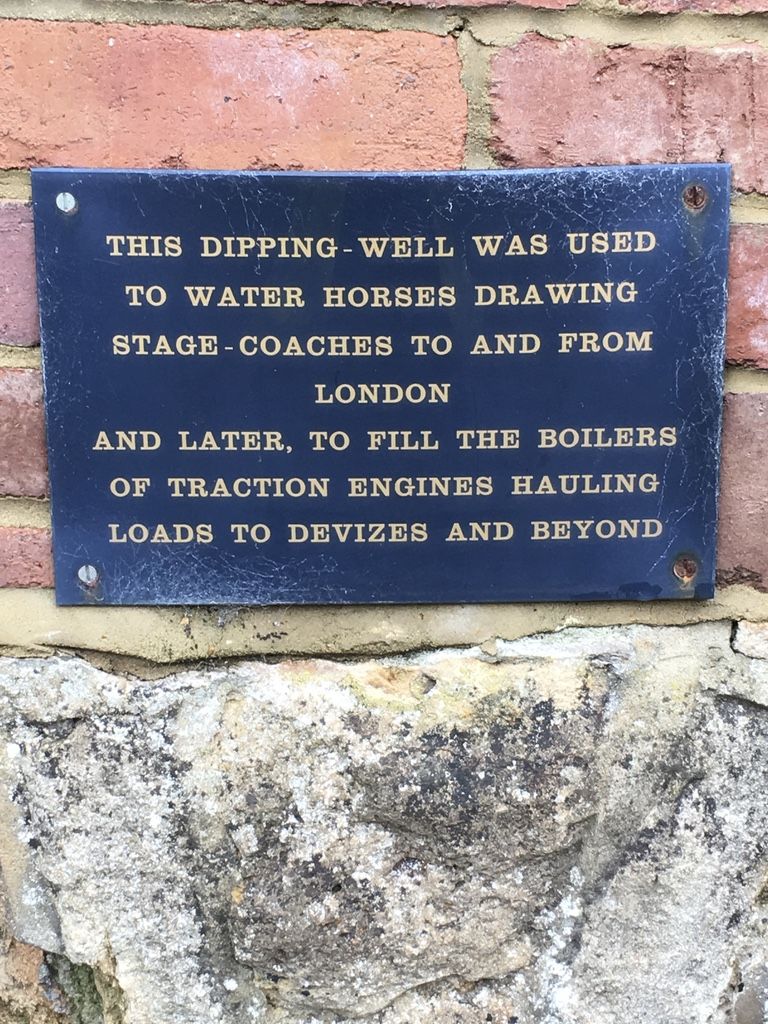 THIS DIPPING-WELL WAS USED
TO WATER HORSES DRAWING
STAGE-COACHES TO AND FROM
LONDON
AND LATER, TO FILL THE BOILERS
OF TRACTION ENGINES HAULING
LOADS TO DEVIZES AND BEYOND